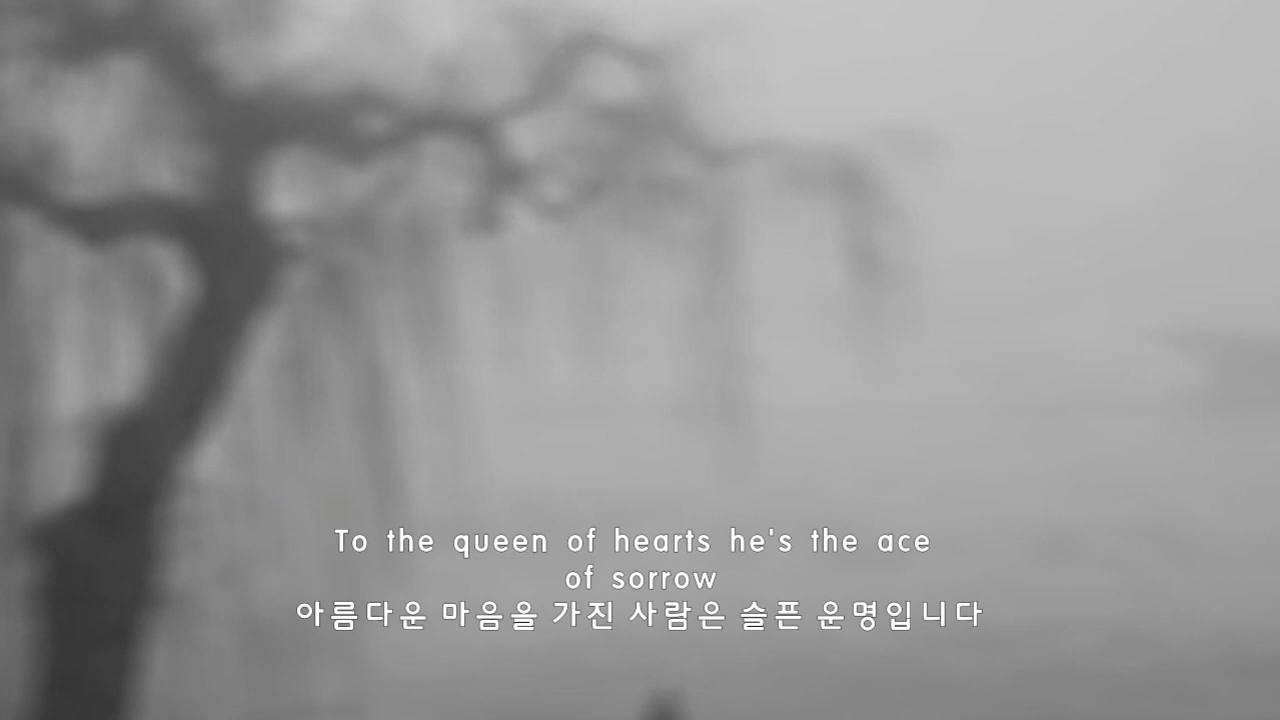 To the queen of hearts he's the ace
of sorrow
아름다운 마음을 가진 사람은 슬픈 운명입니다